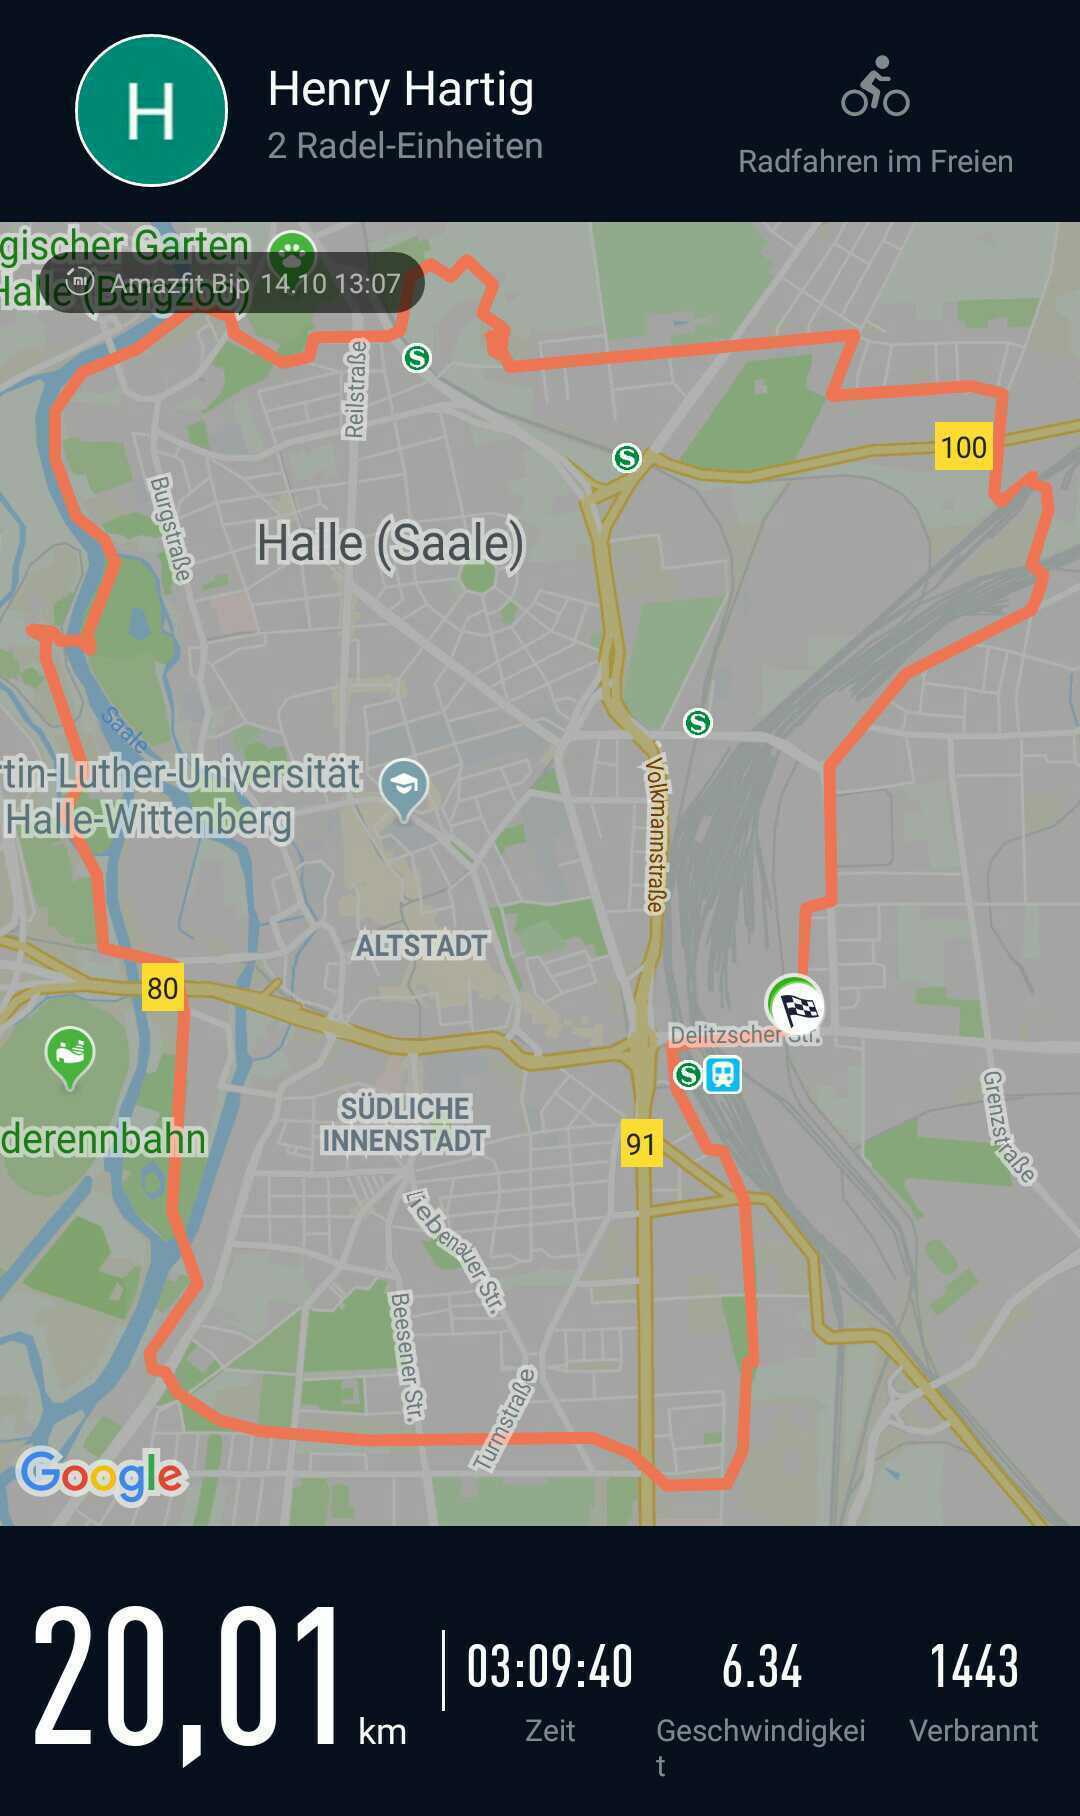 H
Henry Hartig
2 Radel-Einheiten
Radfahren im Freien
gischer Garten
Halle (Bergzoo)
Amazfit Bip 14.10 13:07
S
Reilstraße
S
100
Burgstraße
Halle (Saale)
Saale
S
Volkmannstraße
tin-Luther-Universität
Halle-Wittenberg
ALTSTADT
80
Delitzscher Str.
S
derennbahn
SÜDLICHE
INNENSTADT
91
Grenzstraße
Liebenauer Str.
Beesener Str.
Turmstraße
Google
20,01 km
03:09:40
Zeit
6.34
Geschwindigkei
t
1443
Verbrannt